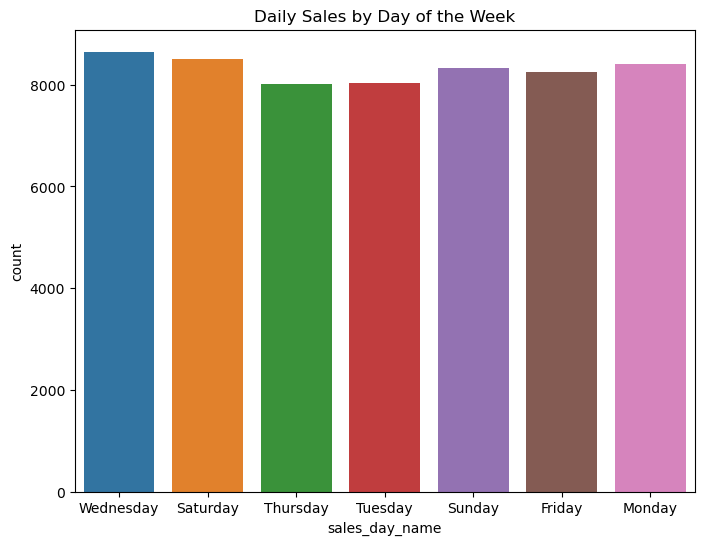 Daily Sales by Day of the Week
count
8000
6000
4000
2000
0
Wednesday Saturday Thursday Tuesday Sunday Friday Monday
sales_day_name